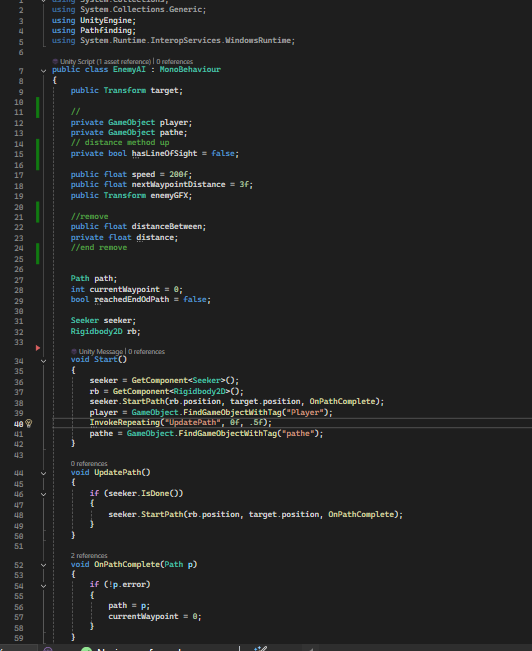 using System.Collections;
2 using System.Collections.Generic;
3 using UnityEngine;
4 using Pathfinding;
5 using System.Runtime.InteropServices.WindowsRuntime;
6
Unity Script (1 asset reference) | 0 references
7 public class EnemyAI : MonoBehaviour
8 {
9 public Transform target;
10
11 //
12 private GameObject player;
13 private GameObject pathe;
14 // distance method up
15 private bool hasLineOfSight = false;
16
17 public float speed = 200f;
18 public float nextWaypointDistance = 3f;
19 public Transform enemyGFX;
20
21 //remove
22 public float distanceBetween;
23 private float distance;
24 //end remove
25
26
27 Path path;
28 int currentWaypoint = 0;
29 bool reachedEndOdPath = false;
30
31 Seeker seeker;
32 Rigidbody2D rb;
33
Unity Message | 0 references
34 void Start()
35 {
36 seeker = GetComponent<Seeker>();
37 rb = GetComponent<Rigidbody2D>();
38 seeker.StartPath(rb.position, target.position, OnPathComplete);
39 player = GameObject.FindGameObjectWithTag("Player");
40 InvokeRepeating("UpdatePath", 0f, .5f);
41 pathe = GameObject.FindGameObjectWithTag("pathe");
42 }
43
0 references
44 void UpdatePath()
45 {
46 if (seeker.IsDone())
47 {
48 seeker.StartPath(rb.position, target.position, OnPathComplete);
49 }
50 }
51
2 references
52 void OnPathComplete(Path p)
53 {
54 if (!p.error)
55 {
56 path = p;
57 currentWaypoint = 0;
58 }
59 }